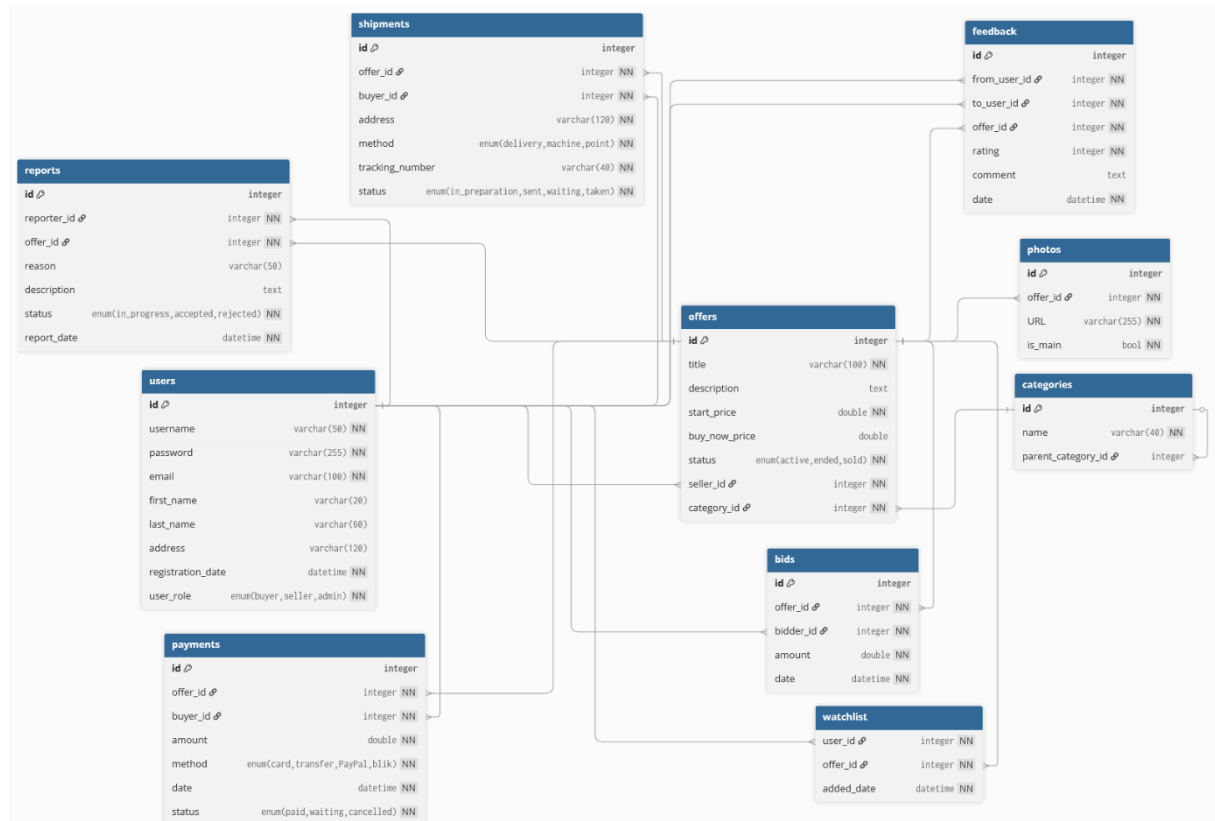 shipments
id integer
offer_id integer NN
buyer_id integer NN
address varchar(120) NN
method enum(delivery,machine,point) NN
tracking_number varchar(40) NN
status enum(in_preparation,sent,waiting,taken) NN
feedback
id integer
from_user_id integer NN
to_user_id integer NN
offer_id integer NN
rating integer NN
comment text
date datetime NN
reports
id integer
reporter_id integer NN
offer_id integer NN
reason varchar(50)
description text
status enum(in_progress,accepted,rejected) NN
report_date datetime NN
photos
id integer
offer_id integer NN
URL varchar(255) NN
is_main bool NN
offers
id integer
title varchar(100) NN
description text
start_price double NN
buy_now_price double
status enum(active,ended,sold) NN
seller_id integer NN
category_id integer NN
users
id integer
username varchar(50) NN
password varchar(255) NN
email varchar(100) NN
first_name varchar(20)
last_name varchar(60)
address varchar(120)
registration_date datetime NN
user_role enum(buyer,seller,admin) NN
categories
id integer
name varchar(40) NN
parent_category_id integer
bids
id integer
offer_id integer NN
bidder_id integer NN
amount double NN
date datetime NN
payments
id integer
offer_id integer NN
buyer_id integer NN
amount double NN
method enum(card,transfer,PayPal,blik) NN
date datetime NN
status enum(paid,waiting,cancelled) NN
watchlist
user_id integer NN
offer_id integer NN
added_date datetime NN